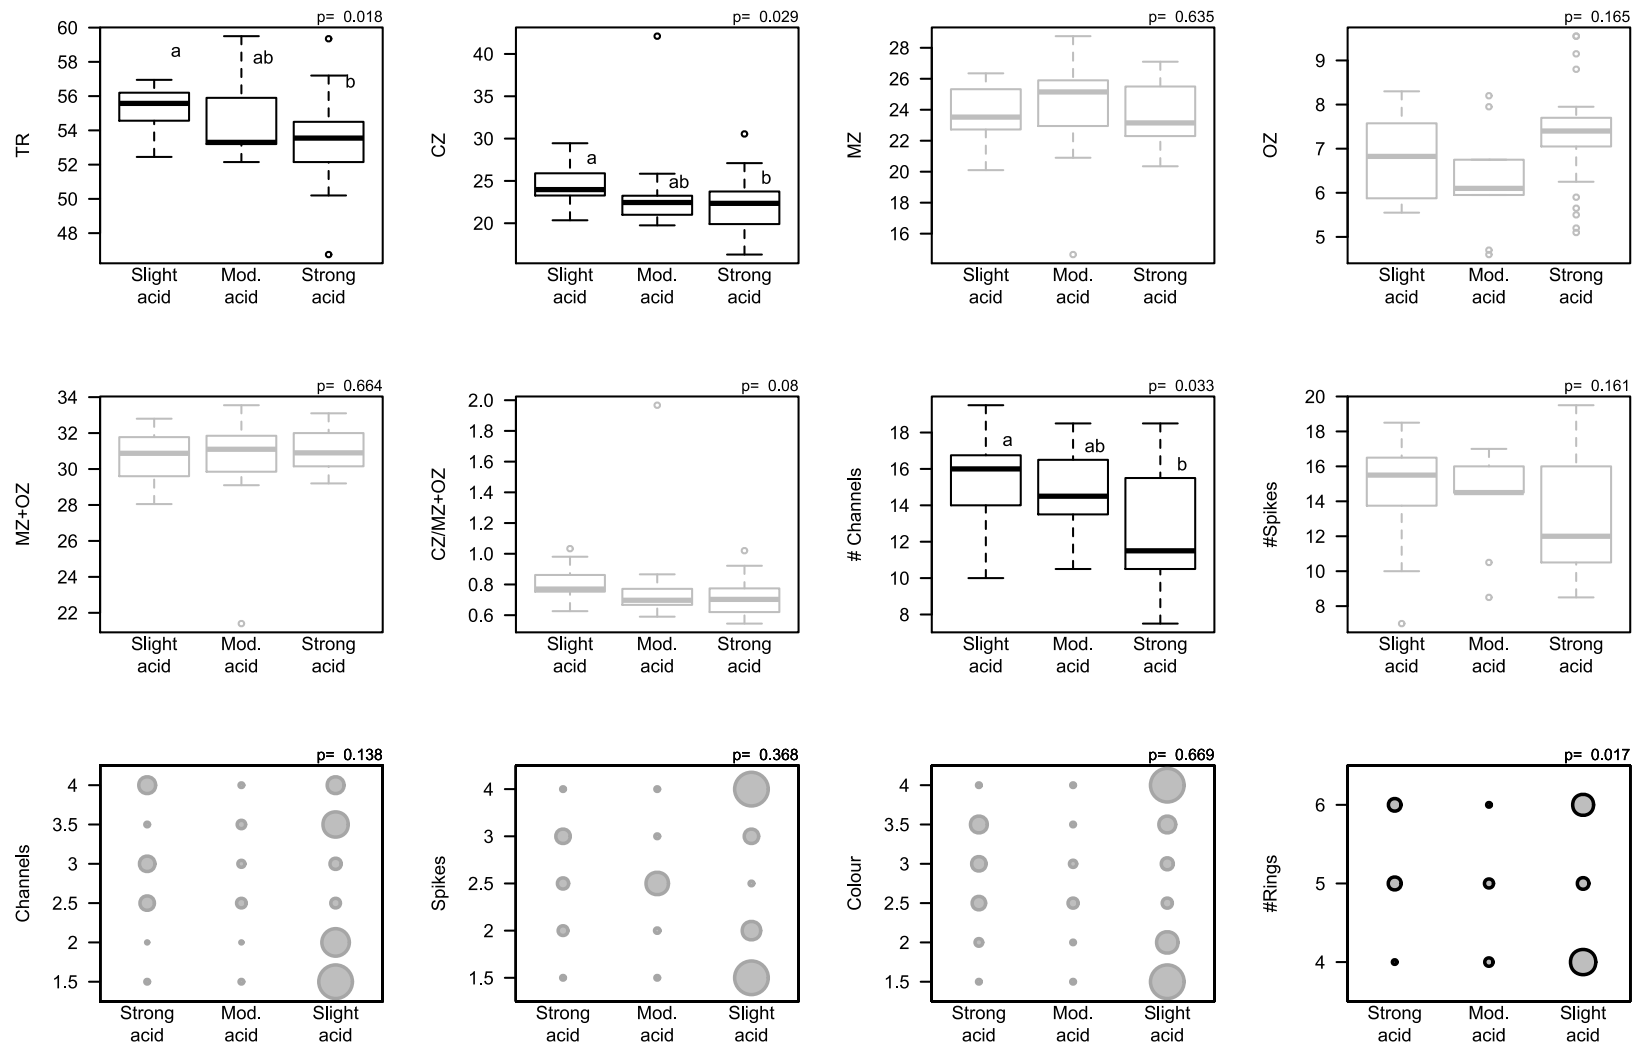 p= 0.018
TR
60
58
56
54
52
50
48
a
ab
b
Slight acid
Mod. acid
Strong acid
p= 0.029
CZ
40
35
30
25
20
a
ab
b
Slight acid
Mod. acid
Strong acid
p= 0.635
MZ
28
26
24
22
20
18
16
Slight acid
Mod. acid
Strong acid
p= 0.165
OZ
9
8
7
6
5
Slight acid
Mod. acid
Strong acid
p= 0.664
MZ+OZ
34
32
30
28
26
24
22
Slight acid
Mod. acid
Strong acid
p= 0.08
CZ/MZ+OZ
2.0
1.8
1.6
1.4
1.2
1.0
0.8
0.6
Slight acid
Mod. acid
Strong acid
p= 0.033
# Channels
18
16
14
12
10
8
a
ab
b
Slight acid
Mod. acid
Strong acid
p= 0.161
#Spikes
20
18
16
14
12
10
8
Slight acid
Mod. acid
Strong acid
p= 0.138
Channels
4
3.5
3
2.5
2
1.5
Strong acid
Mod. acid
Slight acid
p= 0.368
Spikes
4
3
2.5
2
1.5
Strong acid
Mod. acid
Slight acid
p= 0.669
Colour
4
3.5
3
2.5
2
1.5
Strong acid
Mod. acid
Slight acid
p= 0.017
#Rings
6
5
4
Strong acid
Mod. acid
Slight acid